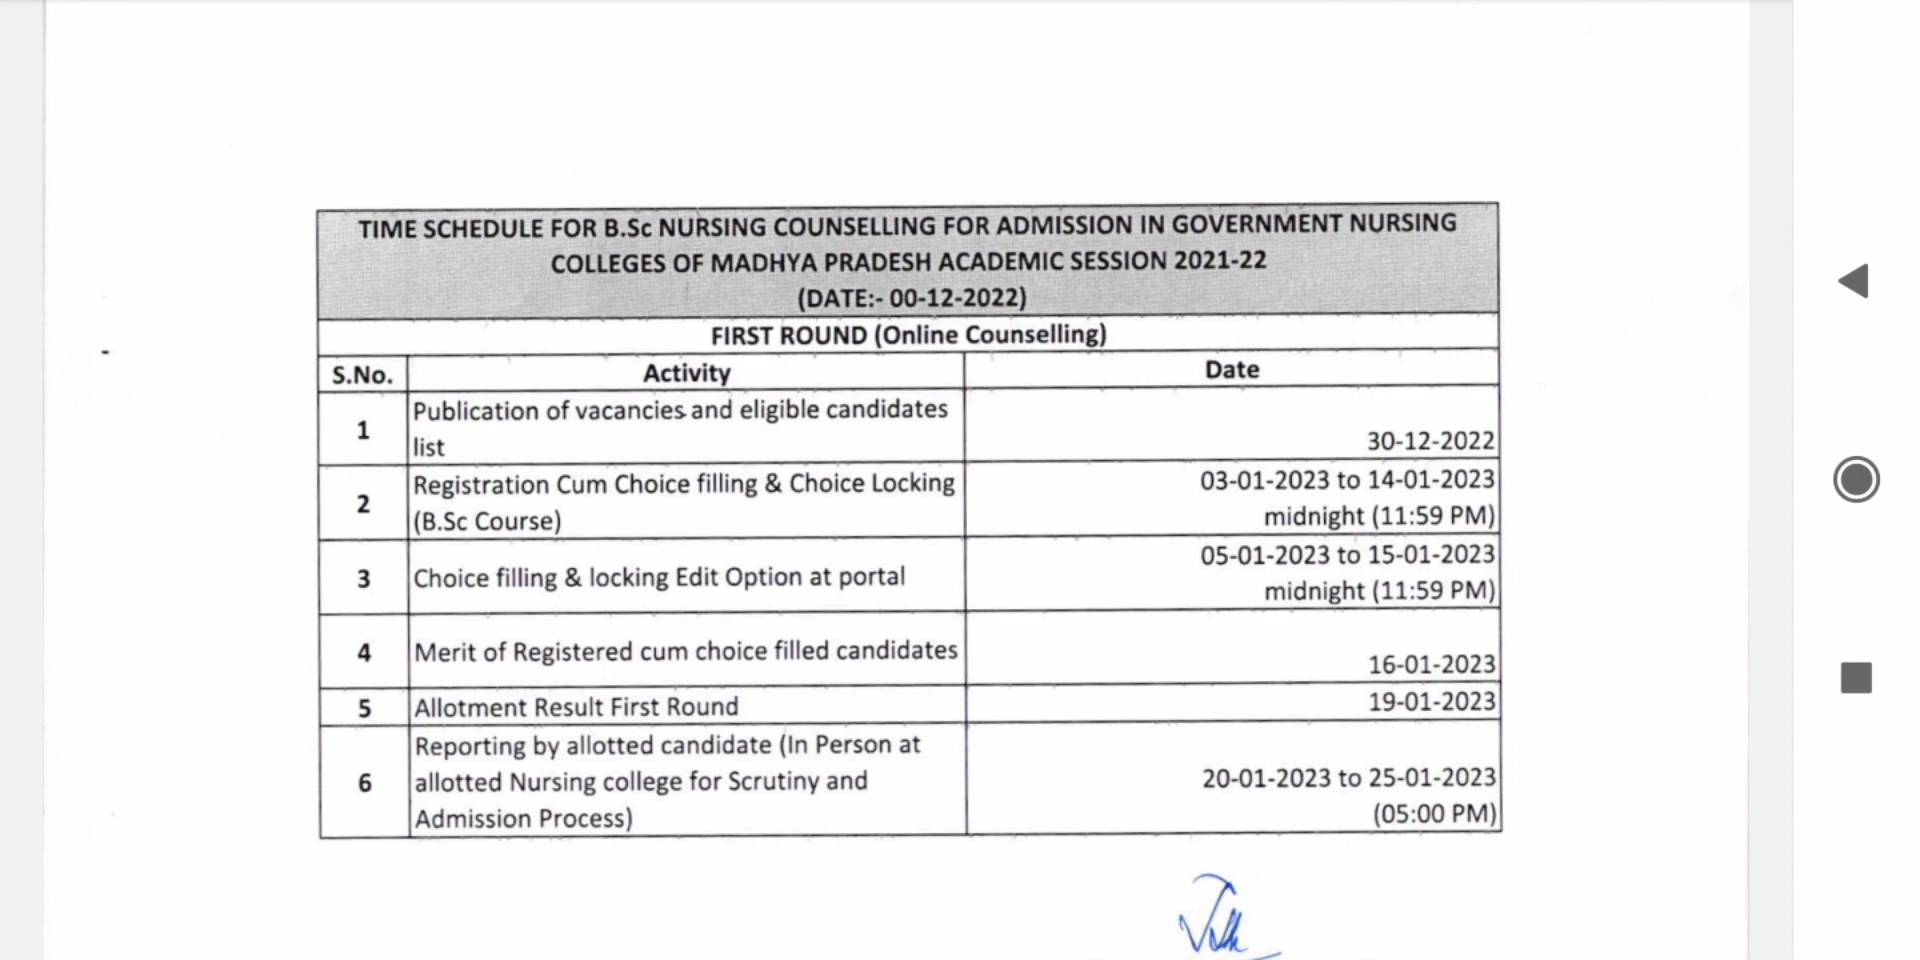 TIME SCHEDULE FOR B.Sc NURSING COUNSELLING FOR ADMISSION IN GOVERNMENT NURSING
COLLEGES OF MADHYA PRADESH ACADEMIC SESSION 2021-22
(DATE:- 00-12-2022)
FIRST ROUND (Online Counselling)
S.No. Activity Date
1 Publication of vacancies and eligible candidates
list 30-12-2022
2 Registration Cum Choice filling & Choice Locking
(B.Sc Course)
03-01-2023 to 14-01-2023
midnight (11:59 PM)
3 Choice filling & locking Edit Option at portal
05-01-2023 to 15-01-2023
midnight (11:59 PM)
4 Merit of Registered cum choice filled candidates
16-01-2023
5 Allotment Result First Round 19-01-2023
6 Reporting by allotted candidate (In Person at
allotted Nursing college for Scrutiny and
Admission Process)
20-01-2023 to 25-01-2023
(05:00 PM)